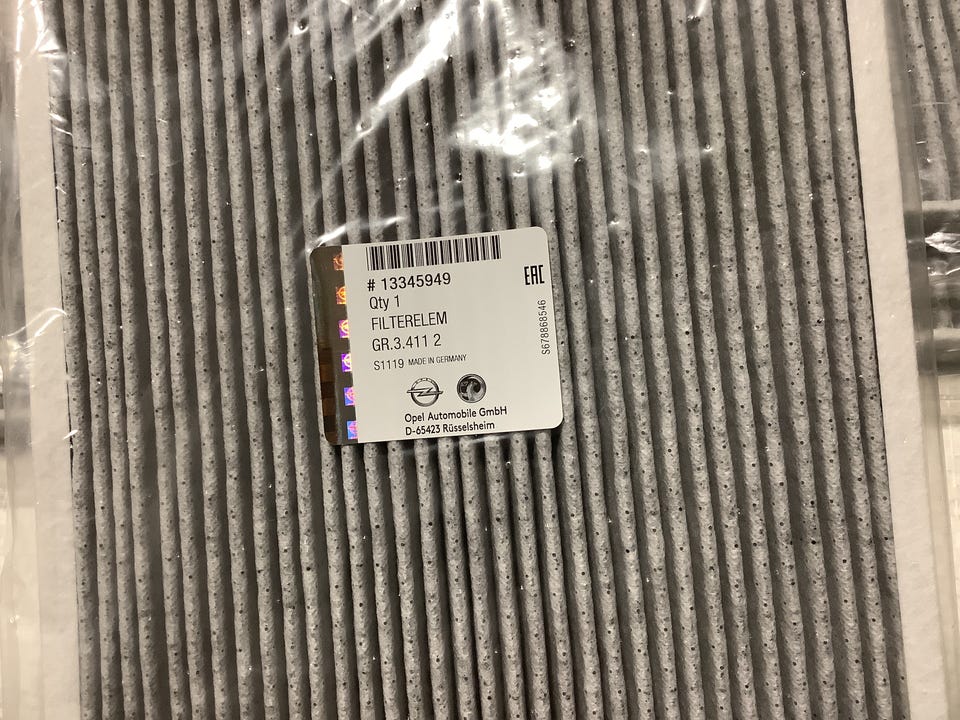 # 13345949
Qty 1
FILTERELEM
GR.3.411 2
S1119 MADE IN GERMANY
Opel Automobile GmbH
D-65423 Rüsselsheim
EAC
S678868546